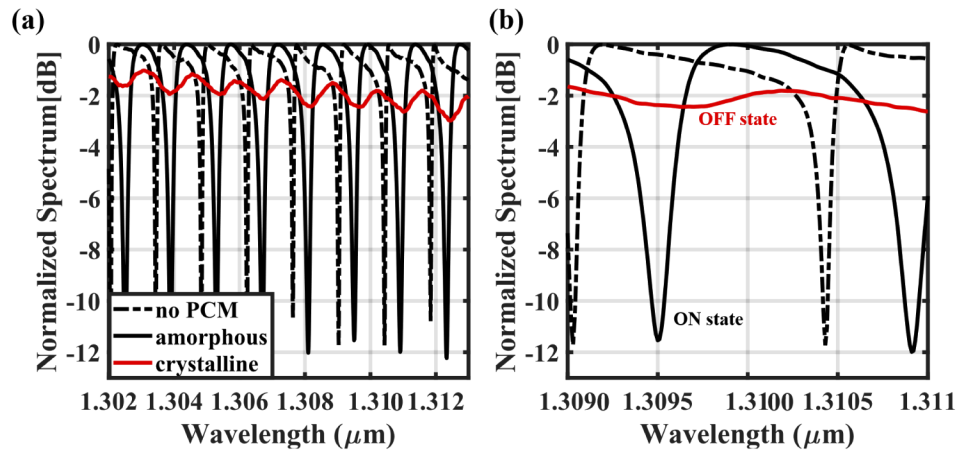 (a)
Normalized Spectrum[dB]
0
-2
-4
-6
-8
-10
-12
no PCM
amorphous
crystalline
1.302 1.304 1.306 1.308 1.310 1.312
Wavelength (μm)
(b)
Normalized Spectrum[dB]
0
-2
-4
-6
-8
-10
-12
OFF state
ON state
1.3090 1.3095 1.3100 1.3105 1.311
Wavelength (μm)